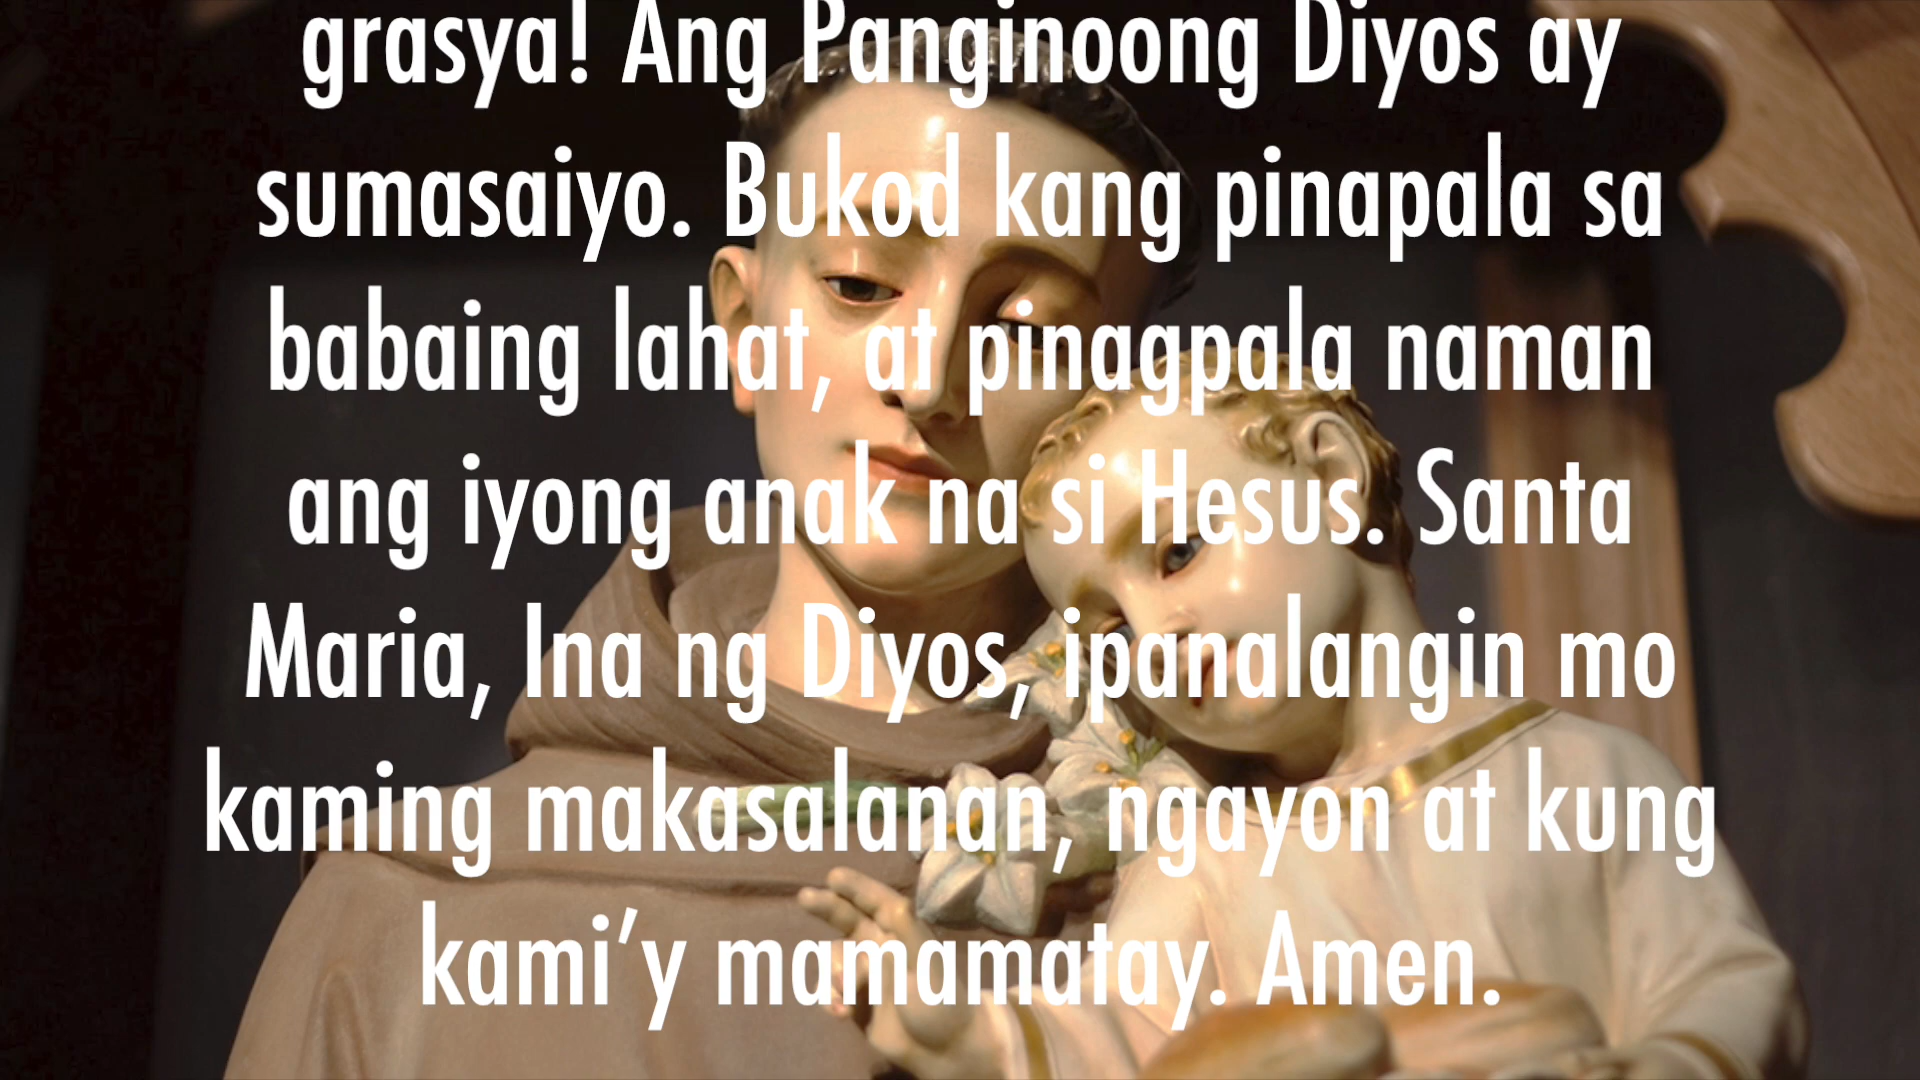 grasya! Ang Panginoong Diyos ay
sumasaiyo. Bukod kang pinapala sa
babaing lahat, at pinagpala naman
ang iyong anak na si Hesus. Santa
Maria, Ina ng Diyos, ipanalangin mo
kaming makasalanan, ngayon at kung
kami’y mamamatay. Amen.